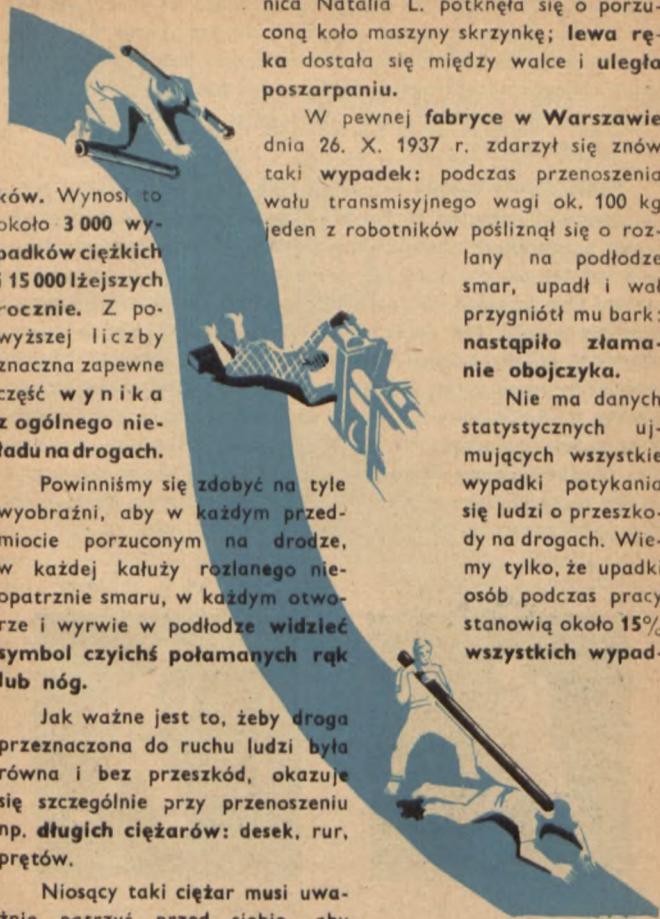 nica Natalia L. potknęła się o porzu-
coną koło maszyny skrzynkę; lewa rę-
ka dostała się między walce i uległa
poszarpaniu.
W pewnej fabryce w Warszawie
dnia 26. X. 1937 r. zdarzył się znów
taki wypadek: podczas przenoszenia
wału transmisyjnego wagi ok. 100 kg
jeden z robotników pośliznął się o roz-
lany na podłodze
smar, upadł i wał
przygniótł mu bark:
nastąpiło złama-
nie obojczyka.
Nie ma danych
statystycznych uj-
mujących wszystkie
wypadki potykania
się ludzi o przeszko-
dy na drogach. Wie-
my tylko, że upadki
osób podczas pracy
stanowią około 15%
wszystkich wypad-
ków. Wynosi to
około 3 000 wy-
padków ciężkich
i 15 000 lżejszych
rocznie. Z po-
wyższej liczby
znaczna zapewne
część wynika
z ogólnego nie-
ładu na drogach.
Powinniśmy się zdobyć na tyle
wyobraźni, aby w każdym przed-
miocie porzuconym na drodze,
w każdej kałuży rozlanego nie-
opatrznie smaru, w każdym otwo-
rze i wyrwie w podłodze widzieć
symbol czyichś połamanych rąk
lub nóg.
Jak ważne jest to, żeby droga
przeznaczona do ruchu ludzi była
równa i bez przeszkód, okazuje
się szczególnie przy przenoszeniu
np. długich ciężarów: desek, rur,
prętów.
Niosący taki ciężar musi uwa-
żnie patrzyć przed siebie, aby